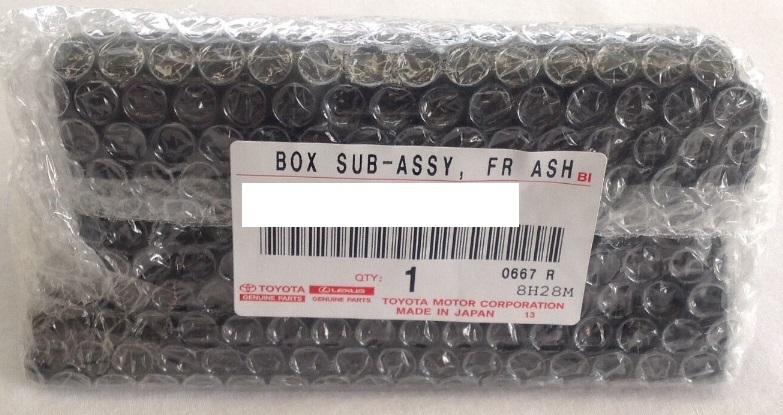 BOX SUB-ASSY, FR ASH BI
QTY: 1 0667 R
8H28M
TOYOTA LEXUS
GENUINE PARTS GENUINE PARTS
TOYOTA MOTOR CORPORATION
MADE IN JAPAN 13